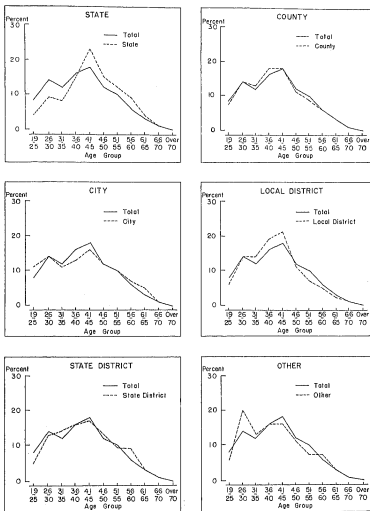 STATE
Percent
30
20
10
0
Total
State
19 26 31 36 41 46 51 56 61 66 Over
25 30 35 40 45 50 55 60 65 70 70
Age Group
COUNTY
Percent
30
20
10
0
Total
County
19 26 31 36 41 46 51 56 61 66 Over
25 30 35 40 45 50 55 60 65 70 70
Age Group
CITY
Percent
30
20
10
0
Total
City
19 26 31 36 41 46 51 56 61 66 Over
25 30 35 40 45 50 55 60 65 70 70
Age Group
LOCAL DISTRICT
Percent
30
20
10
0
Total
Local District
19 26 31 36 41 46 51 56 61 66 Over
25 30 35 40 45 50 55 60 65 70 70
Age Group
STATE DISTRICT
Percent
30
20
10
0
Total
State District
19 26 31 36 41 46 51 56 61 66 Over
25 30 35 40 45 50 55 60 65 70 70
Age Group
OTHER
Percent
30
20
10
0
Total
Other
19 26 31 36 41 46 51 56 61 66 Over
25 30 35 40 45 50 55 60 65 70 70
Age Group